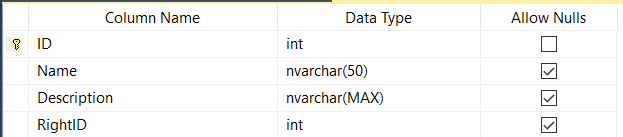 Column Name Data Type Allow Nulls
ID int
Name nvarchar(50)
Description nvarchar(MAX)
RightID int